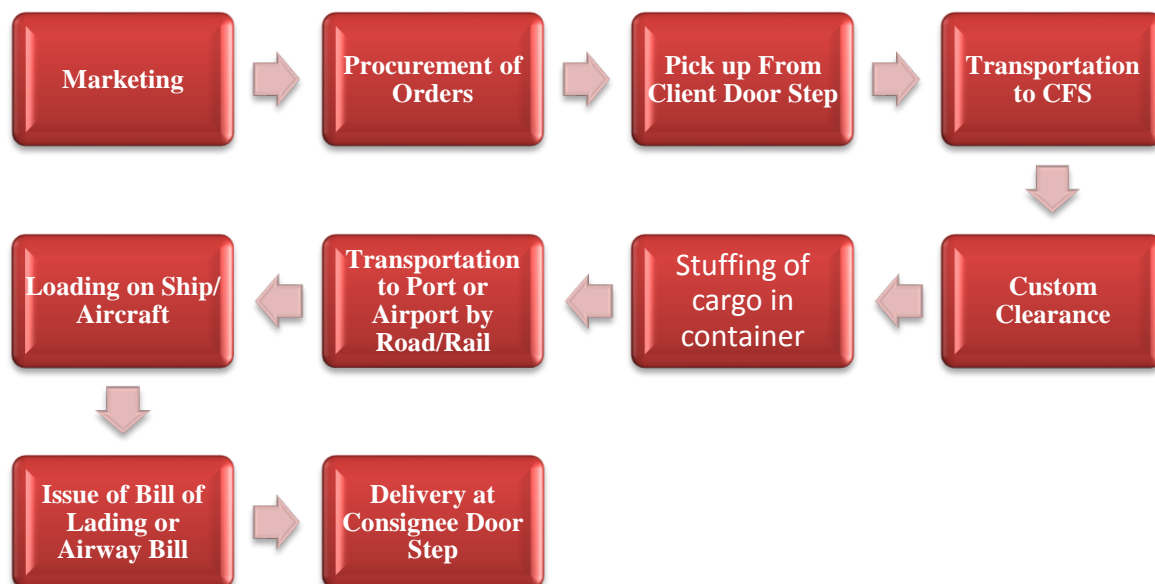 Marketing
Procurement of
Orders
Pick up From
Client Door Step
Transportation
to CFS
Custom
Clearance
Stuffing of
cargo in
container
Transportation
to Port or
Airport by
Road/Rail
Loading on Ship/
Aircraft
Issue of Bill of
Lading or
Airway Bill
Delivery at
Consignee Door
Step